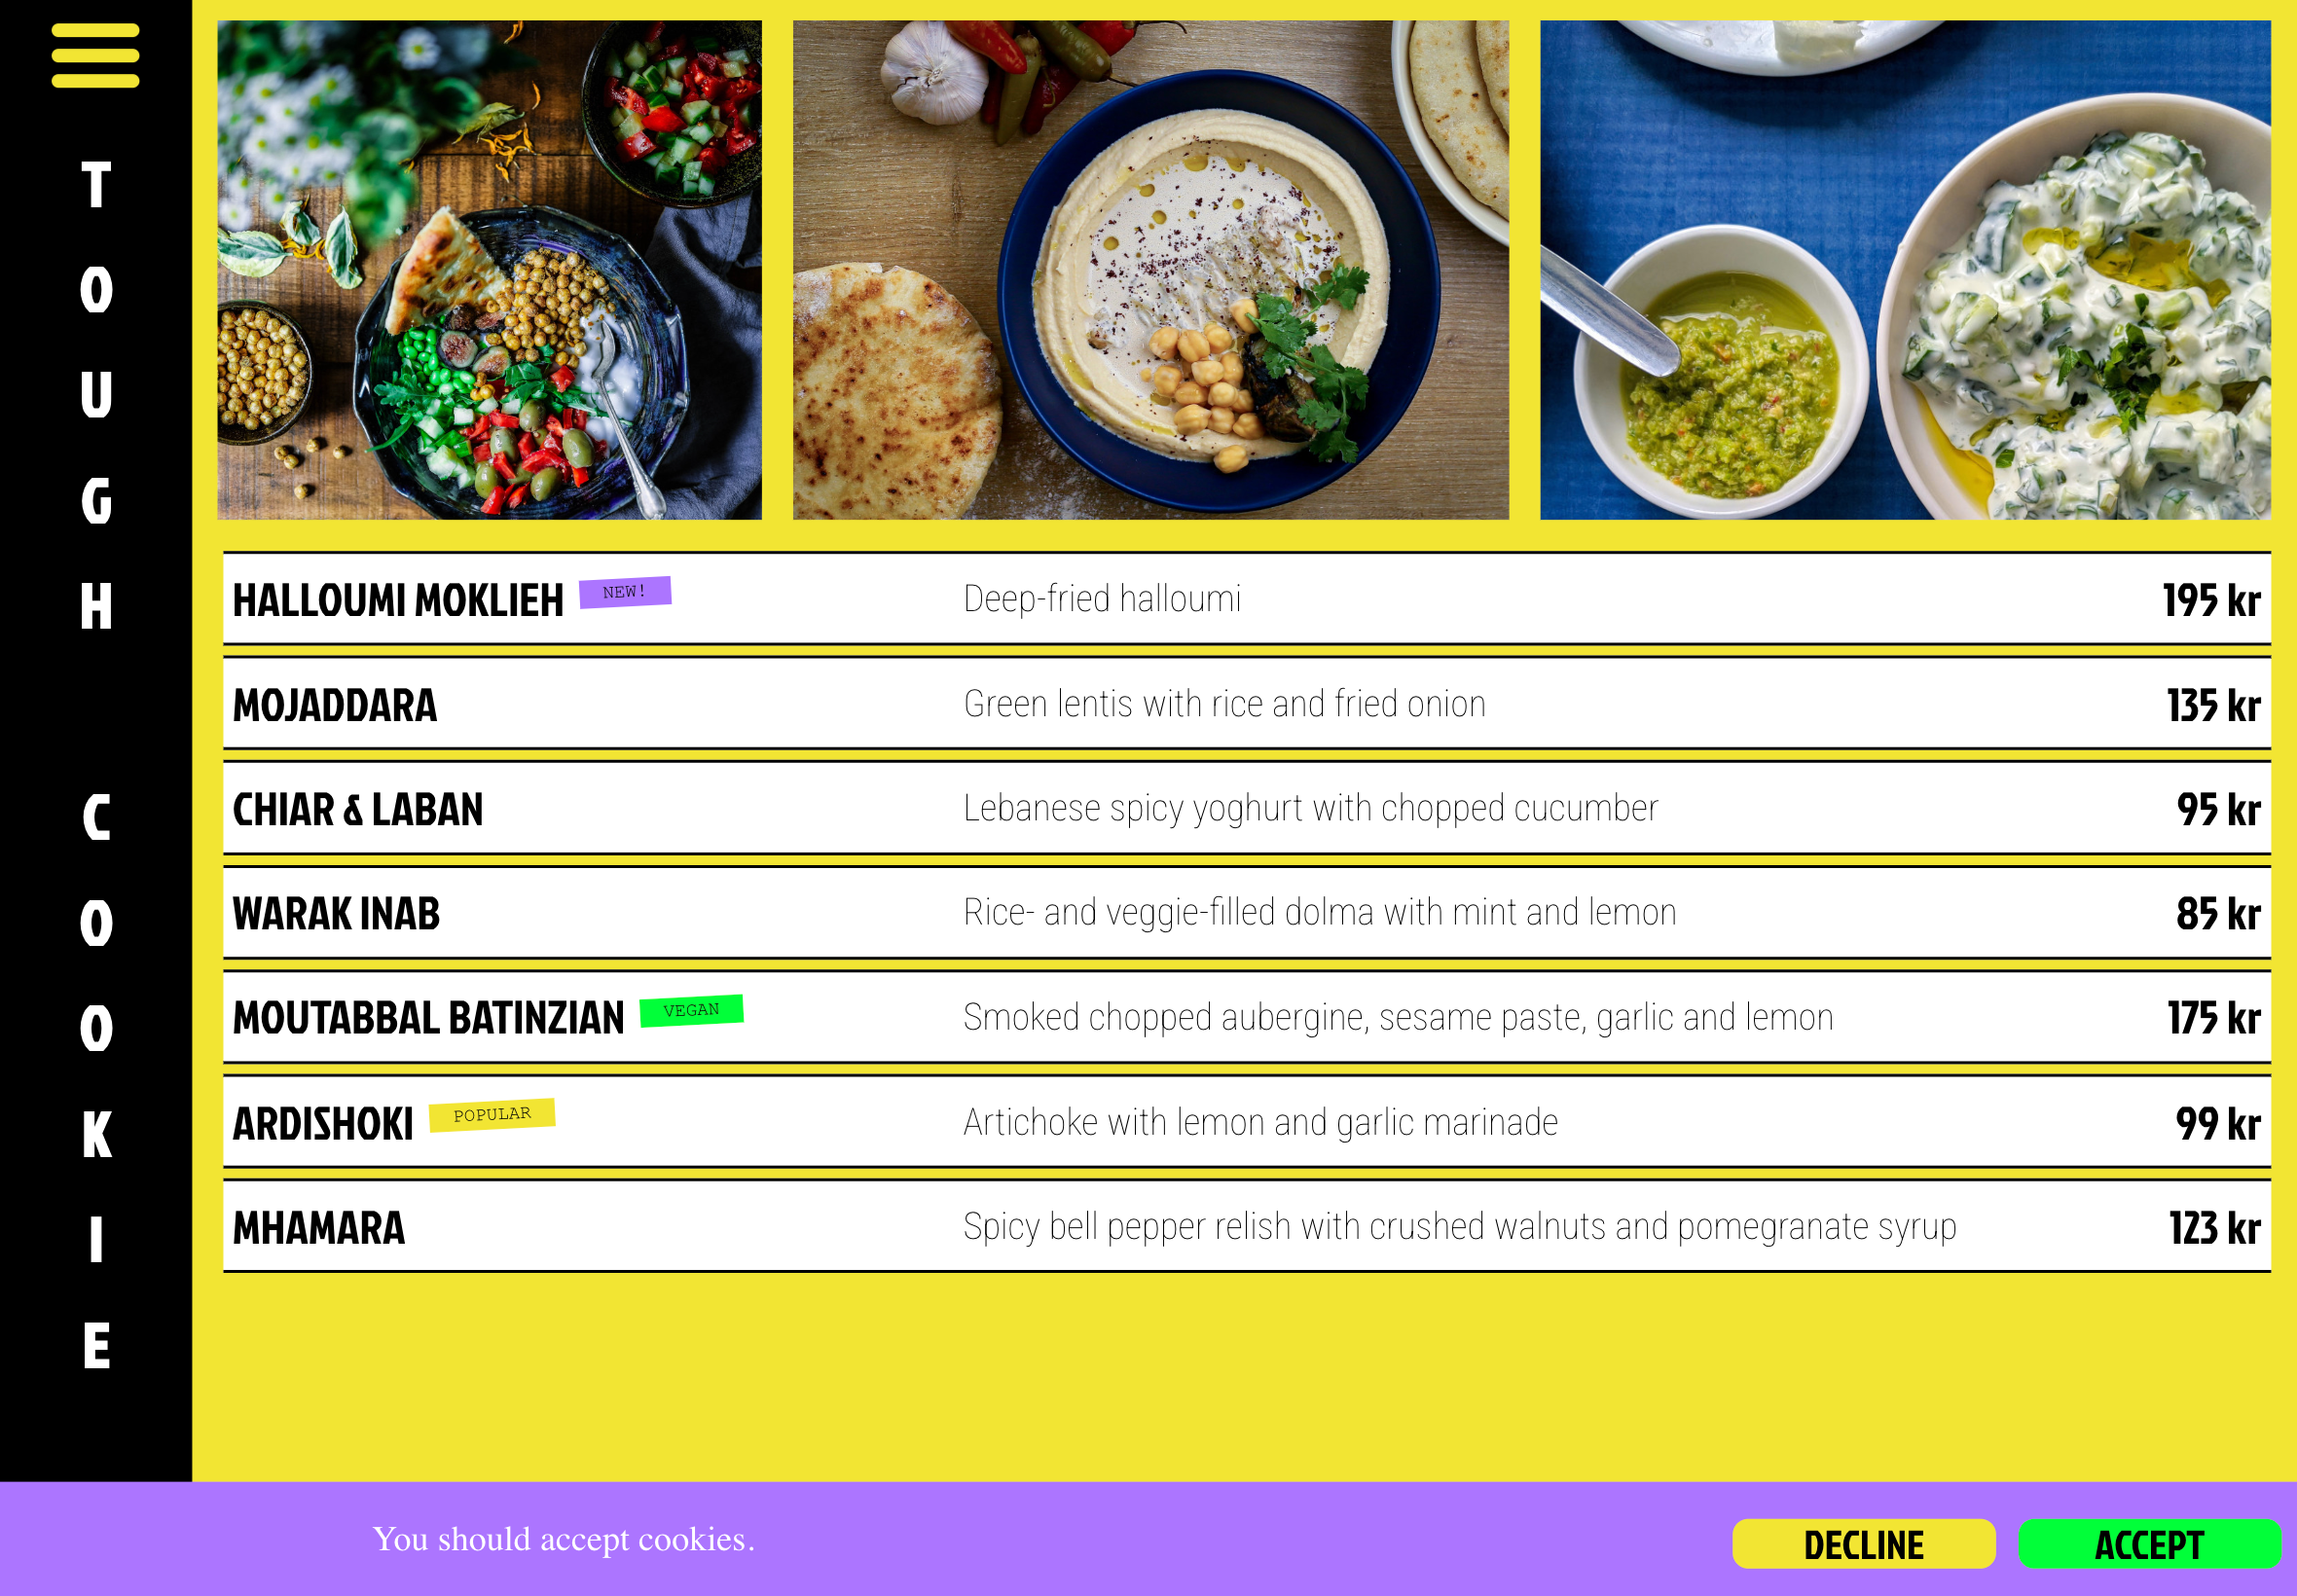 TOUGH COOKIE
HALLOUMI MOKLIEH NEW! Deep-fried halloumi 195 kr
MOJADDARA Green lentis with rice and fried onion 135 kr
CHIAR & LABAN Lebanese spicy yoghurt with chopped cucumber 95 kr
WARAK INAB Rice- and veggie-filled dolma with mint and lemon 85 kr
MOUTABBAL BATINZIAN VEGAN Smoked chopped aubergine, sesame paste, garlic and lemon 175 kr
ARDISHOKI POPULAR Artichoke with lemon and garlic marinade 99 kr
MHAMARA Spicy bell pepper relish with crushed walnuts and pomegranate syrup 123 kr
You should accept cookies. DECLINE ACCEPT